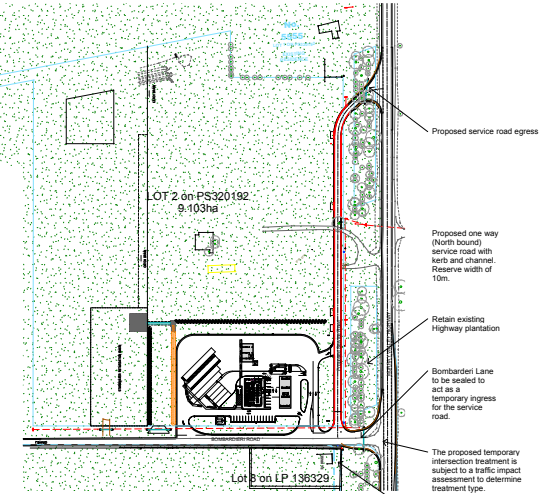 Proposed service road egress
LOT 2 on PS320192
9.103ha
Proposed one way
(North bound)
service road with
kerb and channel.
Reserve width of
10m.
Retain existing
Highway plantation
Bombarderi Lane
to be sealed to
act as a
temporary ingress
for the service
road.
BOMBARDIERI ROAD
The proposed temporary
intersection treatment is
subject to a traffic impact
assessment to determine
treatment type.
Lot 3 on LP 136329